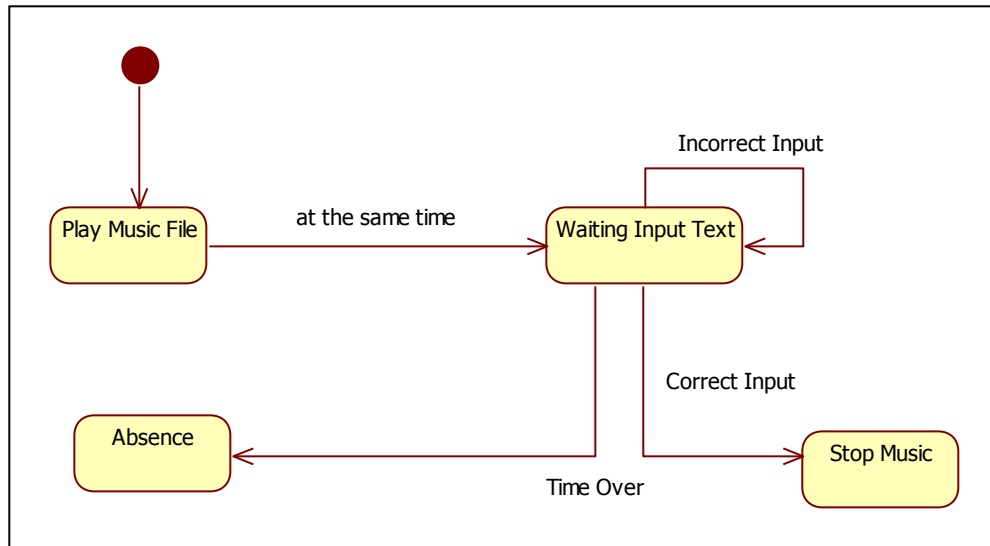 Incorrect Input
at the same time
Play Music File
Waiting Input Text
Correct Input
Absence
Stop Music
Time Over